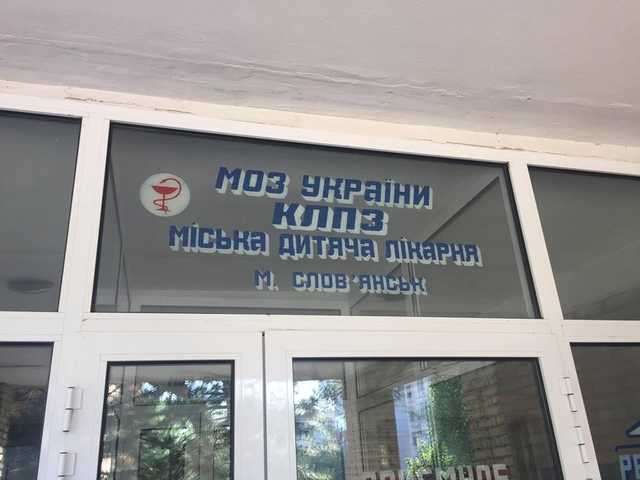 МОЗ УКРАЇНИ
КЛПЗ
МІСЬКА ДИТЯЧА ЛІКАРНЯ
М. СЛОВ'ЯНСЬК